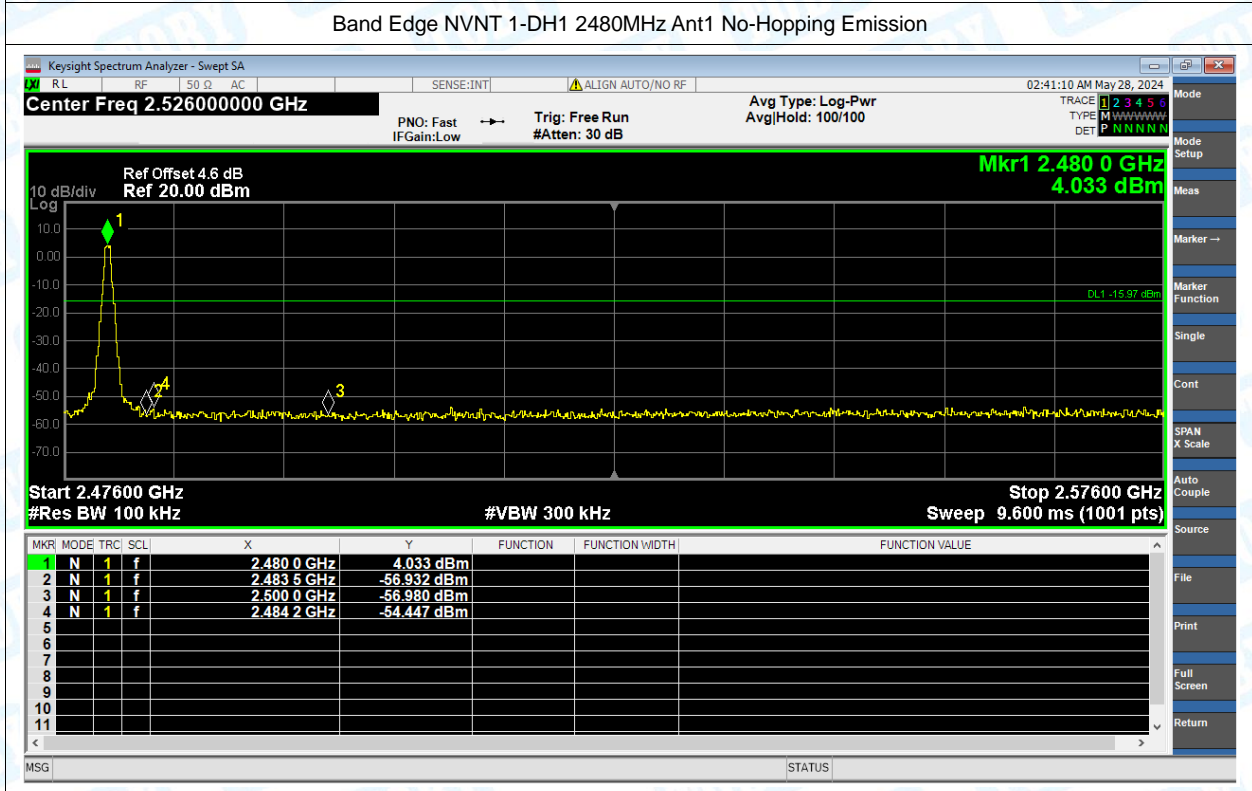 Band Edge NVNT 1-DH1 2480MHz Ant1 No-Hopping Emission
Keysight Spectrum Analyzer - Swept SA
LXI RL RF 50 Ω AC SENSE:INT ALIGN AUTO/NO RF 02:41:10 AM May 28, 2024
Center Freq 2.526000000 GHz
PNO: Fast
IFGain:Low
Trig: Free Run
#Atten: 30 dB
Avg Type: Log-Pwr
Avg|Hold: 100/100
TRACE 1 2 3 4 5 6
TYPE M W W W W W
DET P N N N N N
Mkr1 2.480 0 GHz
4.033 dBm
Ref Offset 4.6 dB
10 dB/div Ref 20.00 dBm
Log
10.0
0.00
-10.0
-20.0
-30.0
-40.0
-50.0
-60.0
-70.0
1
2
4
3
DL1 -15.97 dBm
Start 2.47600 GHz Stop 2.57600 GHz
#Res BW 100 kHz #VBW 300 kHz Sweep 9.600 ms (1001 pts)
MKR MODE TRC SCL X Y FUNCTION FUNCTION WIDTH FUNCTION VALUE
1 N 1 f 2.480 0 GHz 4.033 dBm
2 N 1 f 2.483 5 GHz -56.932 dBm
3 N 1 f 2.500 0 GHz -56.980 dBm
4 N 1 f 2.484 2 GHz -54.447 dBm
5
6
7
8
9
10
11
MSG STATUS
Mode
Mode
Setup
Meas
Marker →
Marker
Function
Single
Cont
SPAN
X Scale
Auto
Couple
Source
File
Print
Full
Screen
Return